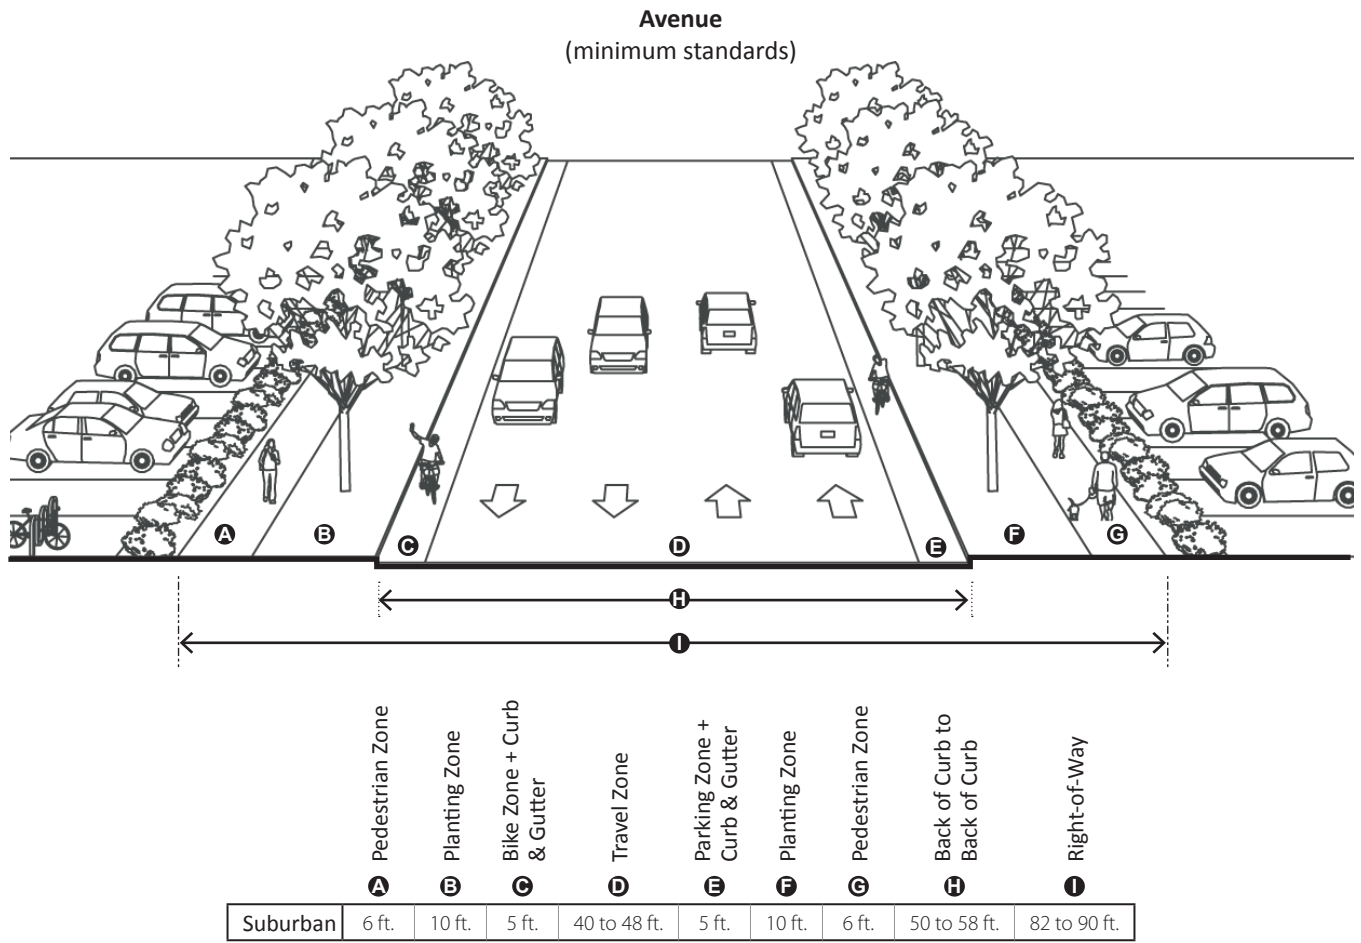 Avenue
(minimum standards)
A
B
C
D
E
F
G
H
I
Pedestrian Zone
Planting Zone
Bike Zone + Curb
& Gutter
Travel Zone
Parking Zone +
Curb & Gutter
Planting Zone
Pedestrian Zone
Back of Curb to
Back of Curb
Right-of-Way
A B C D E F G H I
Suburban 6 ft. 10 ft. 5 ft. 40 to 48 ft. 5 ft. 10 ft. 6 ft. 50 to 58 ft. 82 to 90 ft.